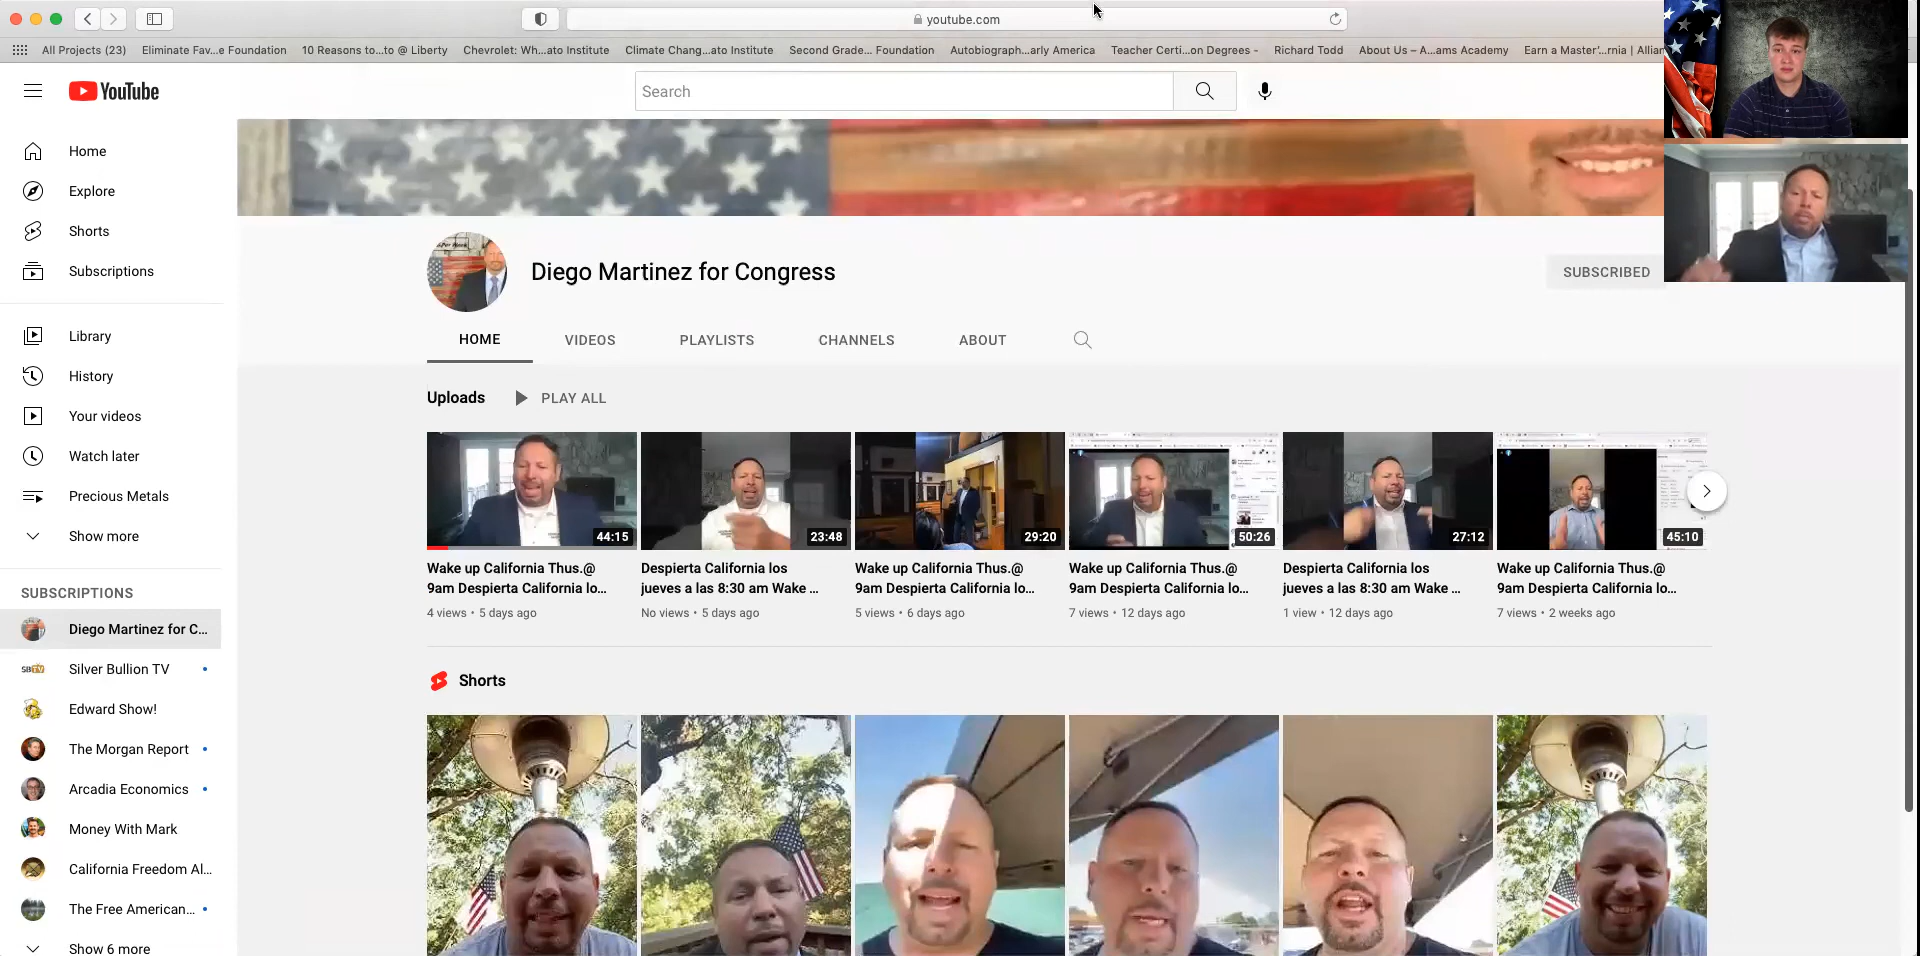 youtube.com
All Projects (23)
Eliminate Fav...e Foundation
10 Reasons to...to @ Liberty
Chevrolet: Wh...ato Institute
Climate Chang...ato Institute
Second Grade... Foundation
Autobiograph...arly America
Teacher Certi...on Degrees -
Richard Todd
About Us – A...ams Academy
Earn a Master'...rnia | Allian
YouTube
Search
Home
Explore
Shorts
Subscriptions
Library
History
Your videos
Watch later
Precious Metals
Show more
SUBSCRIPTIONS
Diego Martinez for C...
SBTV
Silver Bullion TV
Edward Show!
The Morgan Report
Arcadia Economics
Money With Mark
California Freedom Al...
The Free American...
Show 6 more
Diego Martinez for Congress
SUBSCRIBED
HOME
VIDEOS
PLAYLISTS
CHANNELS
ABOUT
Uploads
PLAY ALL
44:15
Wake up California Thus.@
9am Despierta California lo...
4 views • 5 days ago
23:48
Despierta California los
jueves a las 8:30 am Wake ...
No views • 5 days ago
29:20
Wake up California Thus.@
9am Despierta California lo...
5 views • 6 days ago
50:26
Wake up California Thus.@
9am Despierta California lo...
7 views • 12 days ago
27:12
Despierta California los
jueves a las 8:30 am Wake ...
1 view • 12 days ago
45:10
Wake up California Thus.@
9am Despierta California lo...
7 views • 2 weeks ago
Shorts